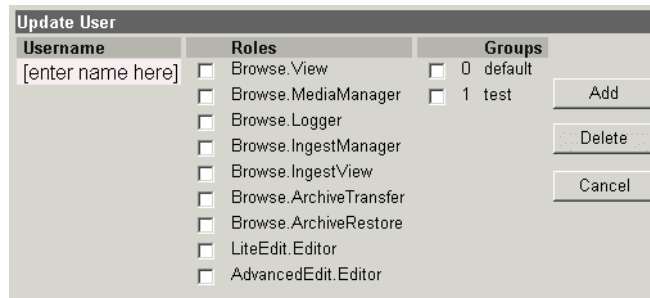 Update User
Username Roles Groups
[enter name here] Browse.View 0 default
Browse.MediaManager 1 test
Browse.Logger
Browse.IngestManager
Browse.IngestView
Browse.ArchiveTransfer
Browse.ArchiveRestore
LiteEdit.Editor
AdvancedEdit.Editor
Add
Delete
Cancel